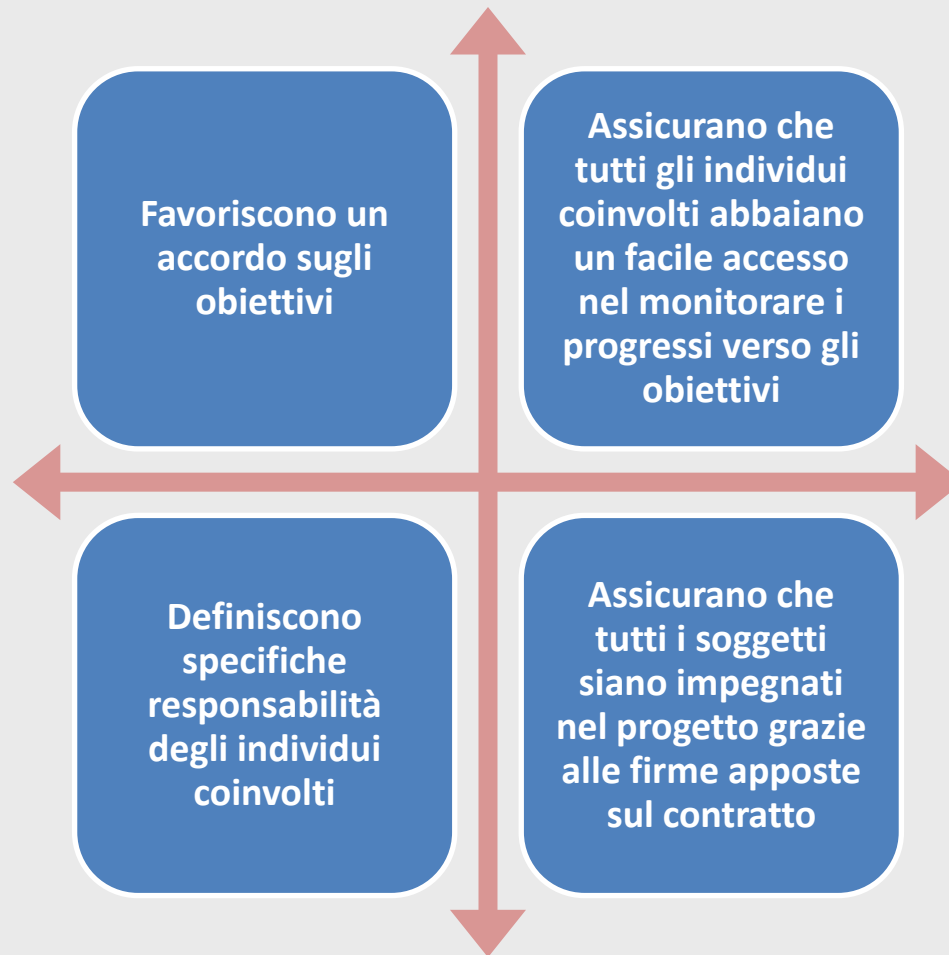 Favoriscono un
accordo sugli
obiettivi
Assicurano che
tutti gli individui
coinvolti abbaiano
un facile accesso
nel monitorare i
progressi verso gli
obiettivi
Definiscono
specifiche
responsabilità
degli individui
coinvolti
Assicurano che
tutti i soggetti
siano impegnati
nel progetto grazie
alle firme apposte
sul contratto